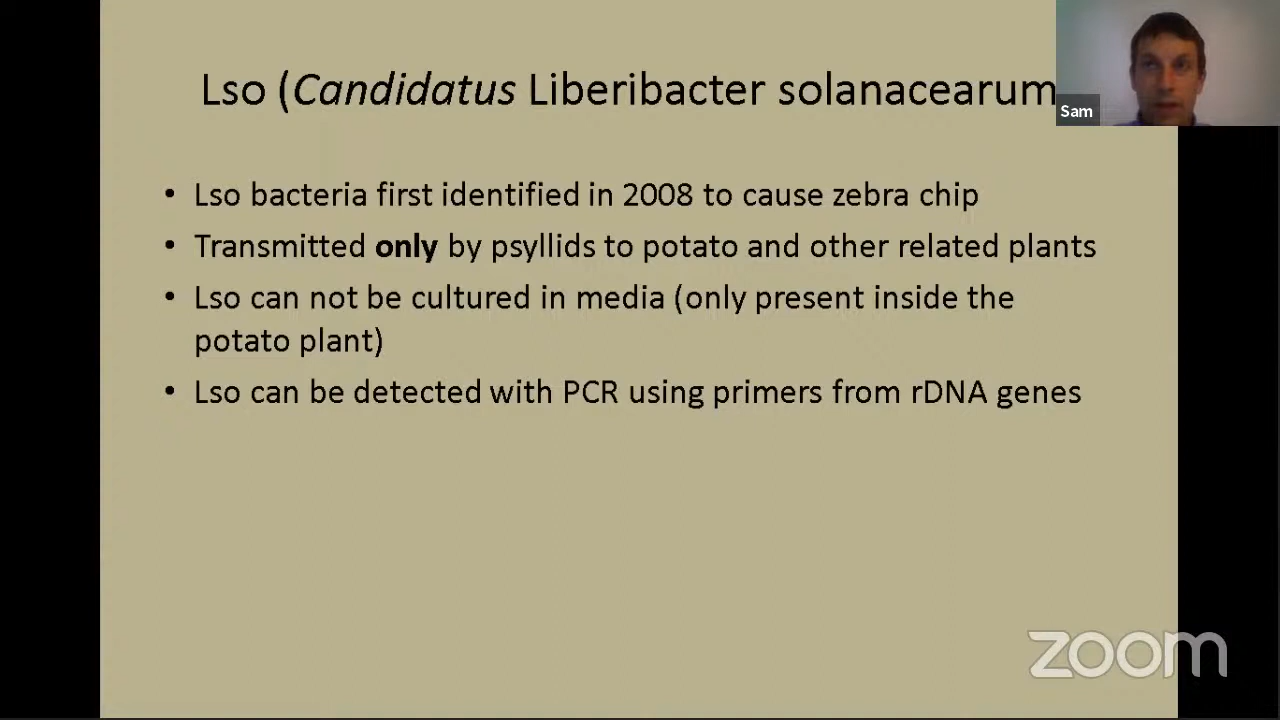 Lso (Candidatus Liberibacter solanacearum
Sam
• Lso bacteria first identified in 2008 to cause zebra chip
• Transmitted only by psyllids to potato and other related plants
• Lso can not be cultured in media (only present inside the
potato plant)
• Lso can be detected with PCR using primers from rDNA genes
zoom